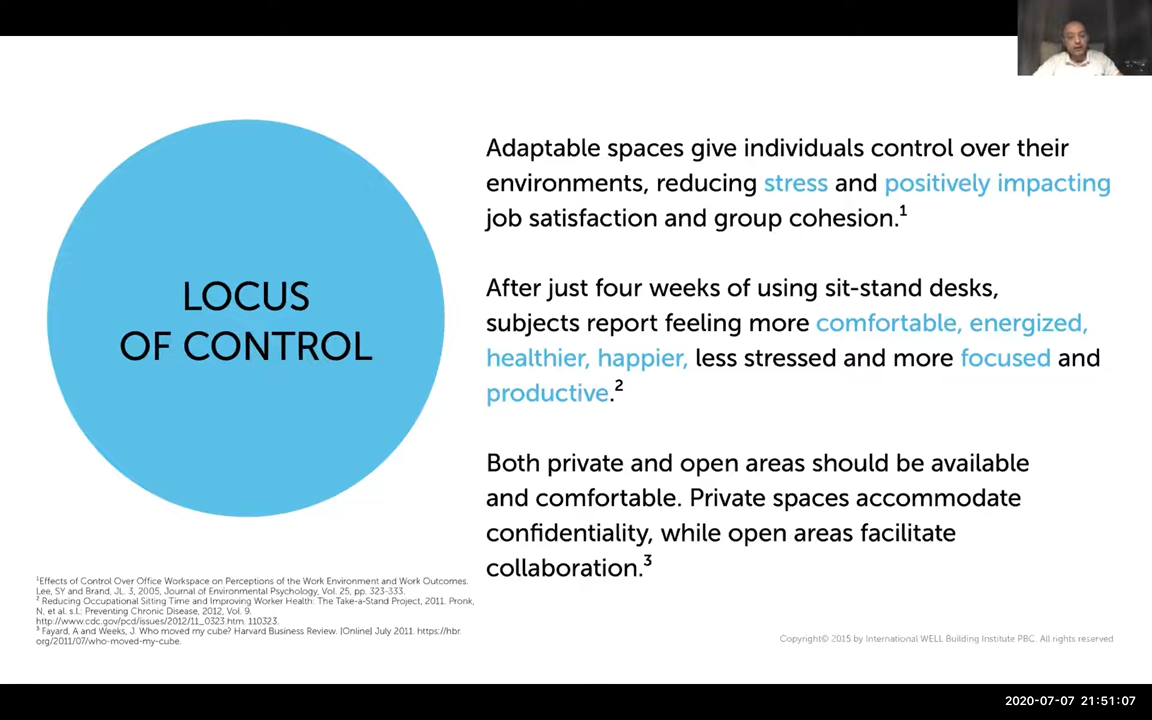 LOCUS
OF CONTROL
Adaptable spaces give individuals control over their
environments, reducing stress and positively impacting
job satisfaction and group cohesion.¹
After just four weeks of using sit-stand desks,
subjects report feeling more comfortable, energized,
healthier, happier, less stressed and more focused and
productive.²
Both private and open areas should be available
and comfortable. Private spaces accommodate
confidentiality, while open areas facilitate
collaboration.³
¹Effects of Control Over Office Workspace on Perceptions of the Work Environment and Work Outcomes.
Lee, SY and Brand, JL. 3, 2005, Journal of Environmental Psychology, Vol. 25, pp. 323-333.
² Reducing Occupational Sitting Time and Improving Worker Health: The Take-a-Stand Project, 2011. Pronk,
N, et al. s.l.: Preventing Chronic Disease, 2012, Vol. 9.
http://www.cdc.gov/pcd/issues/2012/11_0323.htm. 110323.
³ Fayard, A and Weeks, J. Who moved my cube? Harvard Business Review. [Online] July 2011. https://hbr.
org/2011/07/who-moved-my-cube.
Copyright© 2015 by International WELL Building Institute PBC. All rights reserved
2020-07-07 21:51:07